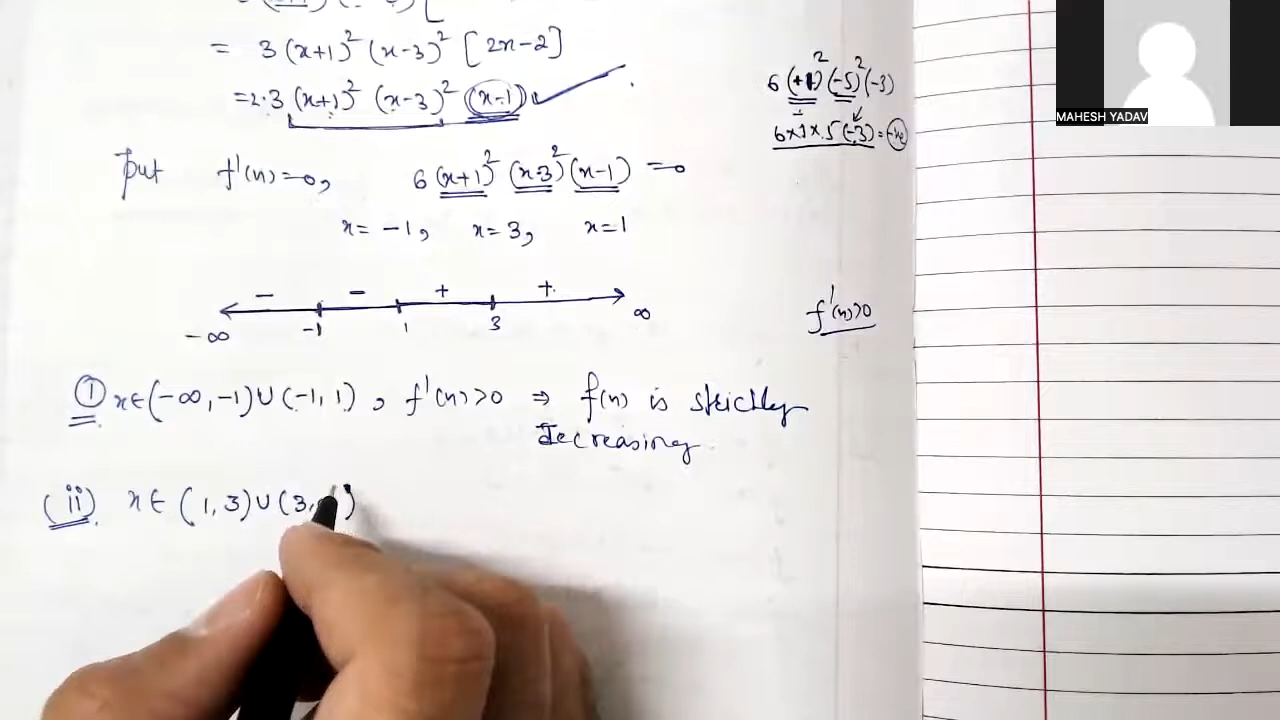 = 3 (x+1)² (x-3)² [2x-2]
= 2·3 (x+1)² (x-3)² (x-1)
6 (+1)² (-5)² (-3)
6×1×5(-3) = -ve
MAHESH YADAV
Put f'(x)=0, 6 (x+1)² (x-3)² (x-1) =0
x= -1, x= 3, x=1
- - + +
-∞ -1 1 3 ∞
f'(x)>0
① x∈(-∞,-1)∪(-1,1), f'(x)>0 ⇒ f(x) is strictly
decreasing
(ii) x∈ (1,3)∪(3, )